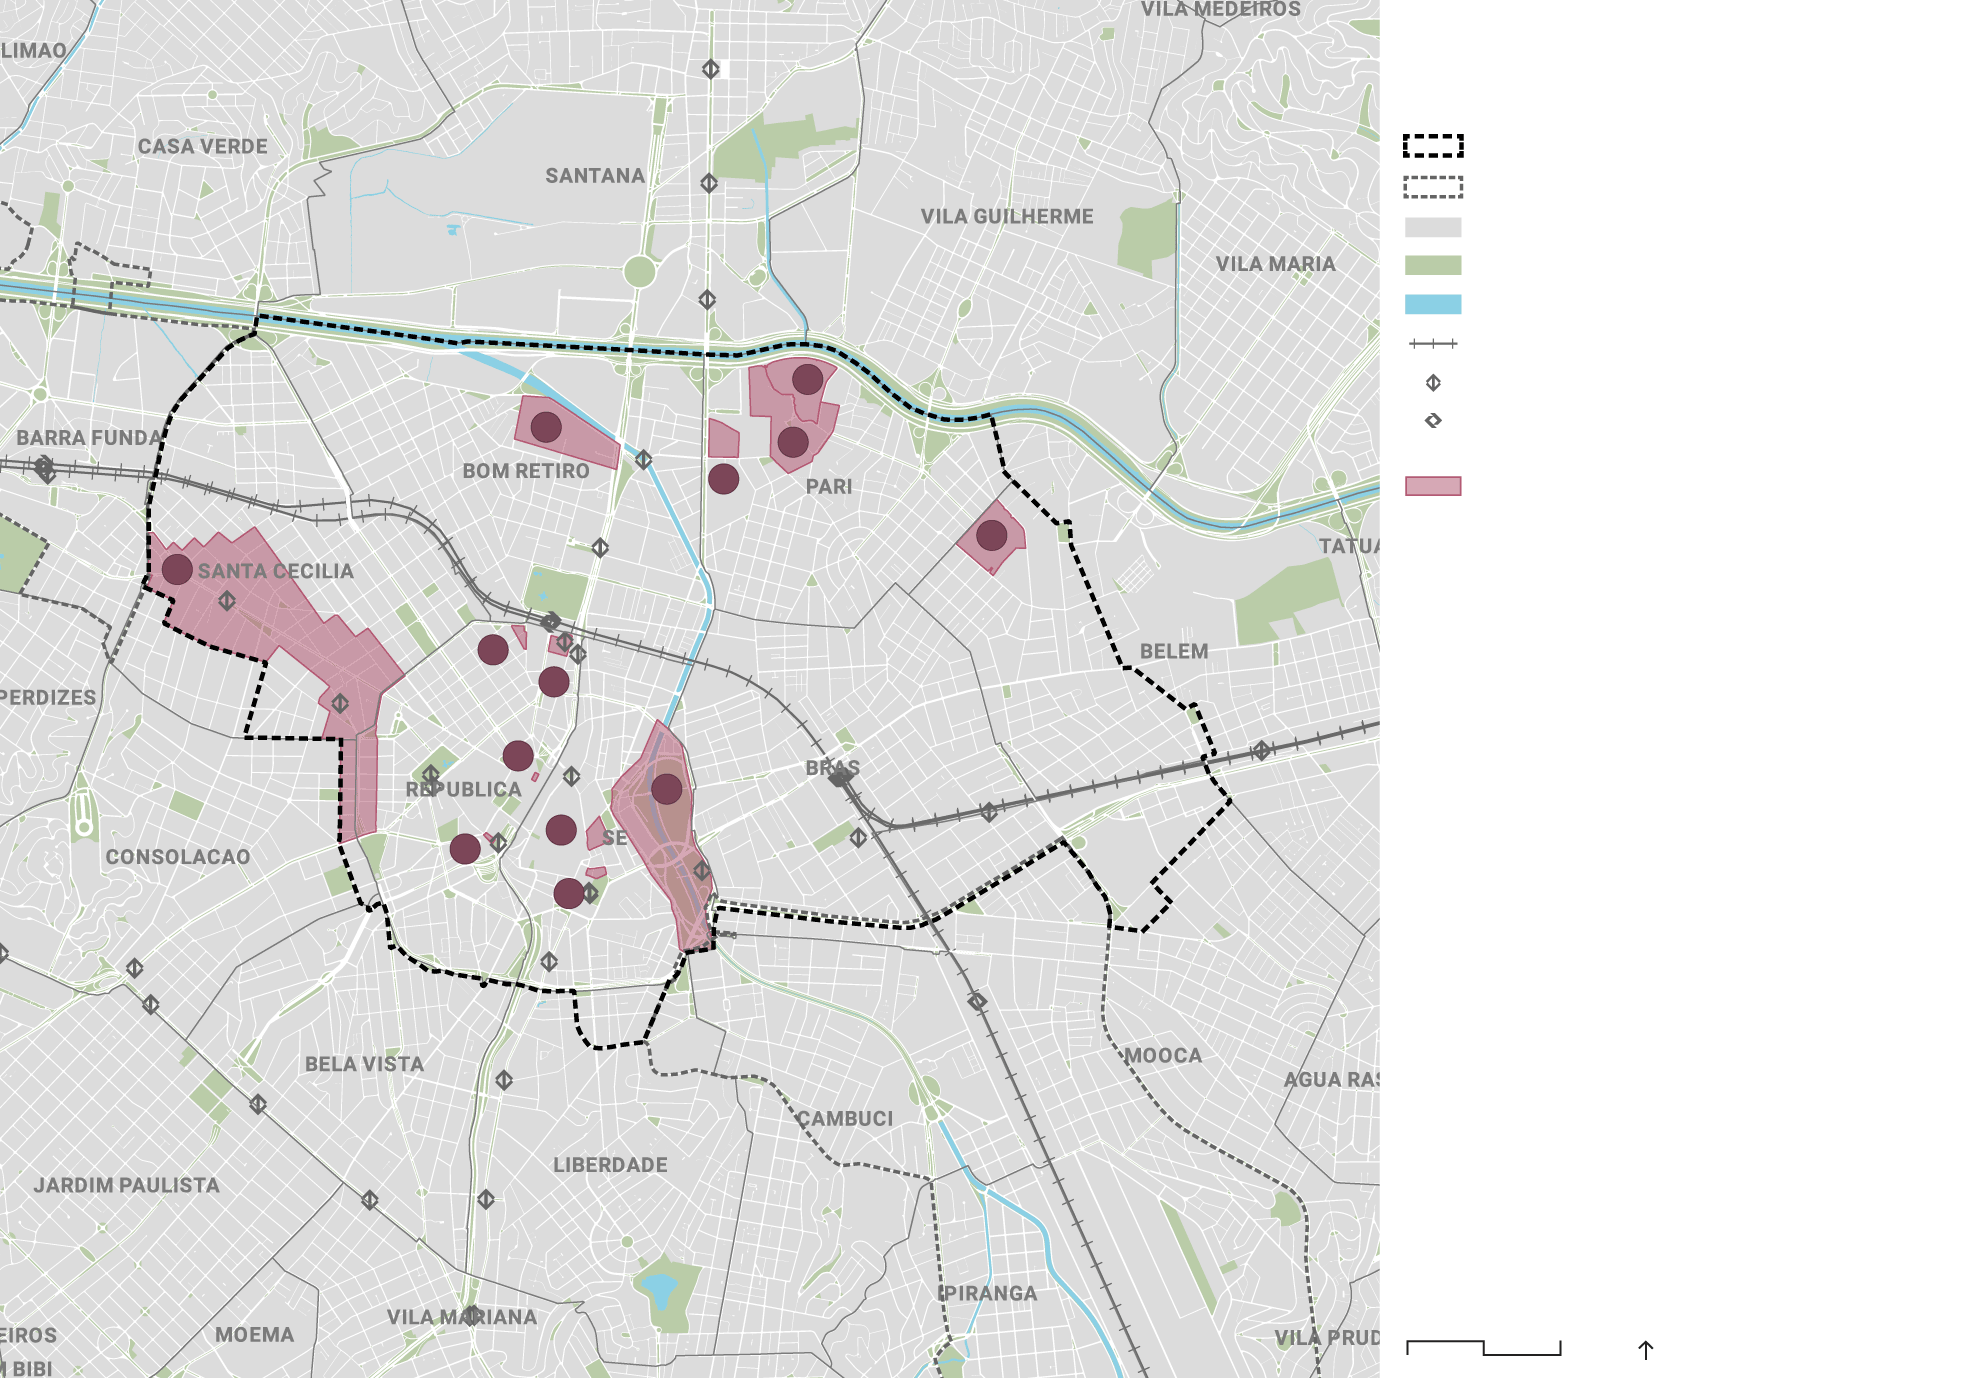 VILA MEDEIROS
LIMAO
CASA VERDE
SANTANA
VILA GUILHERME
VILA MARIA
BARRA FUNDA
BOM RETIRO
PARI
TATUA
SANTA CECILIA
BELEM
PERDIZES
BRAS
REPUBLICA
SE
CONSOLACAO
MOOCA
BELA VISTA
AGUA RAS
CAMBUCI
LIBERDADE
JARDIM PAULISTA
IPIRANGA
VILA MARIANA
EIROS
MOEMA
VILA PRUD
M BIBI